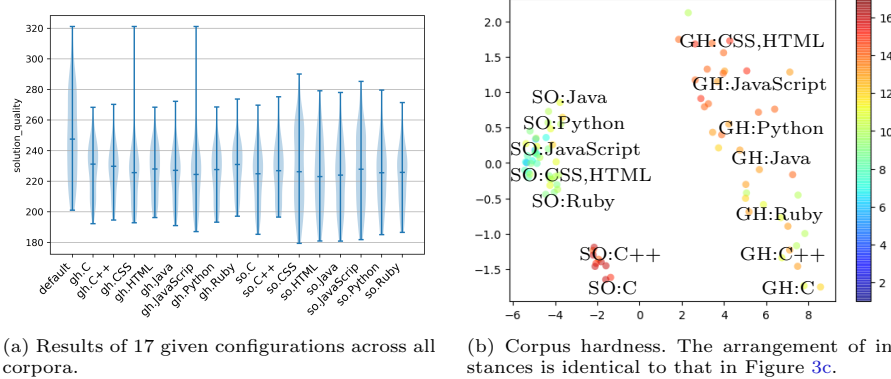 320
300
280
260
240
220
200
180
solution_quality
default
gh.C
gh.C++
gh.CSS
gh.HTML
gh.Java
gh.JavaScrip
gh.Python
gh.Ruby
so.C
so.C++
so.CSS
so.HTML
so.Java
so.JavaScrip
so.Python
so.Ruby
(a) Results of 17 given configurations across all
corpora.
2.0
1.5
1.0
0.5
0.0
−0.5
−1.0
−1.5
−6 −4 −2 0 2 4 6 8
GH:CSS,HTML
GH:JavaScript
SO:Java
SO:Python
GH:Python
SO:JavaScript
GH:Java
SO:CSS,HTML
SO:Ruby
GH:Ruby
SO:C++
GH:C++
SO:C
GH:C
16
14
12
10
8
6
4
2
(b) Corpus hardness. The arrangement of in
stances is identical to that in Figure 3c.